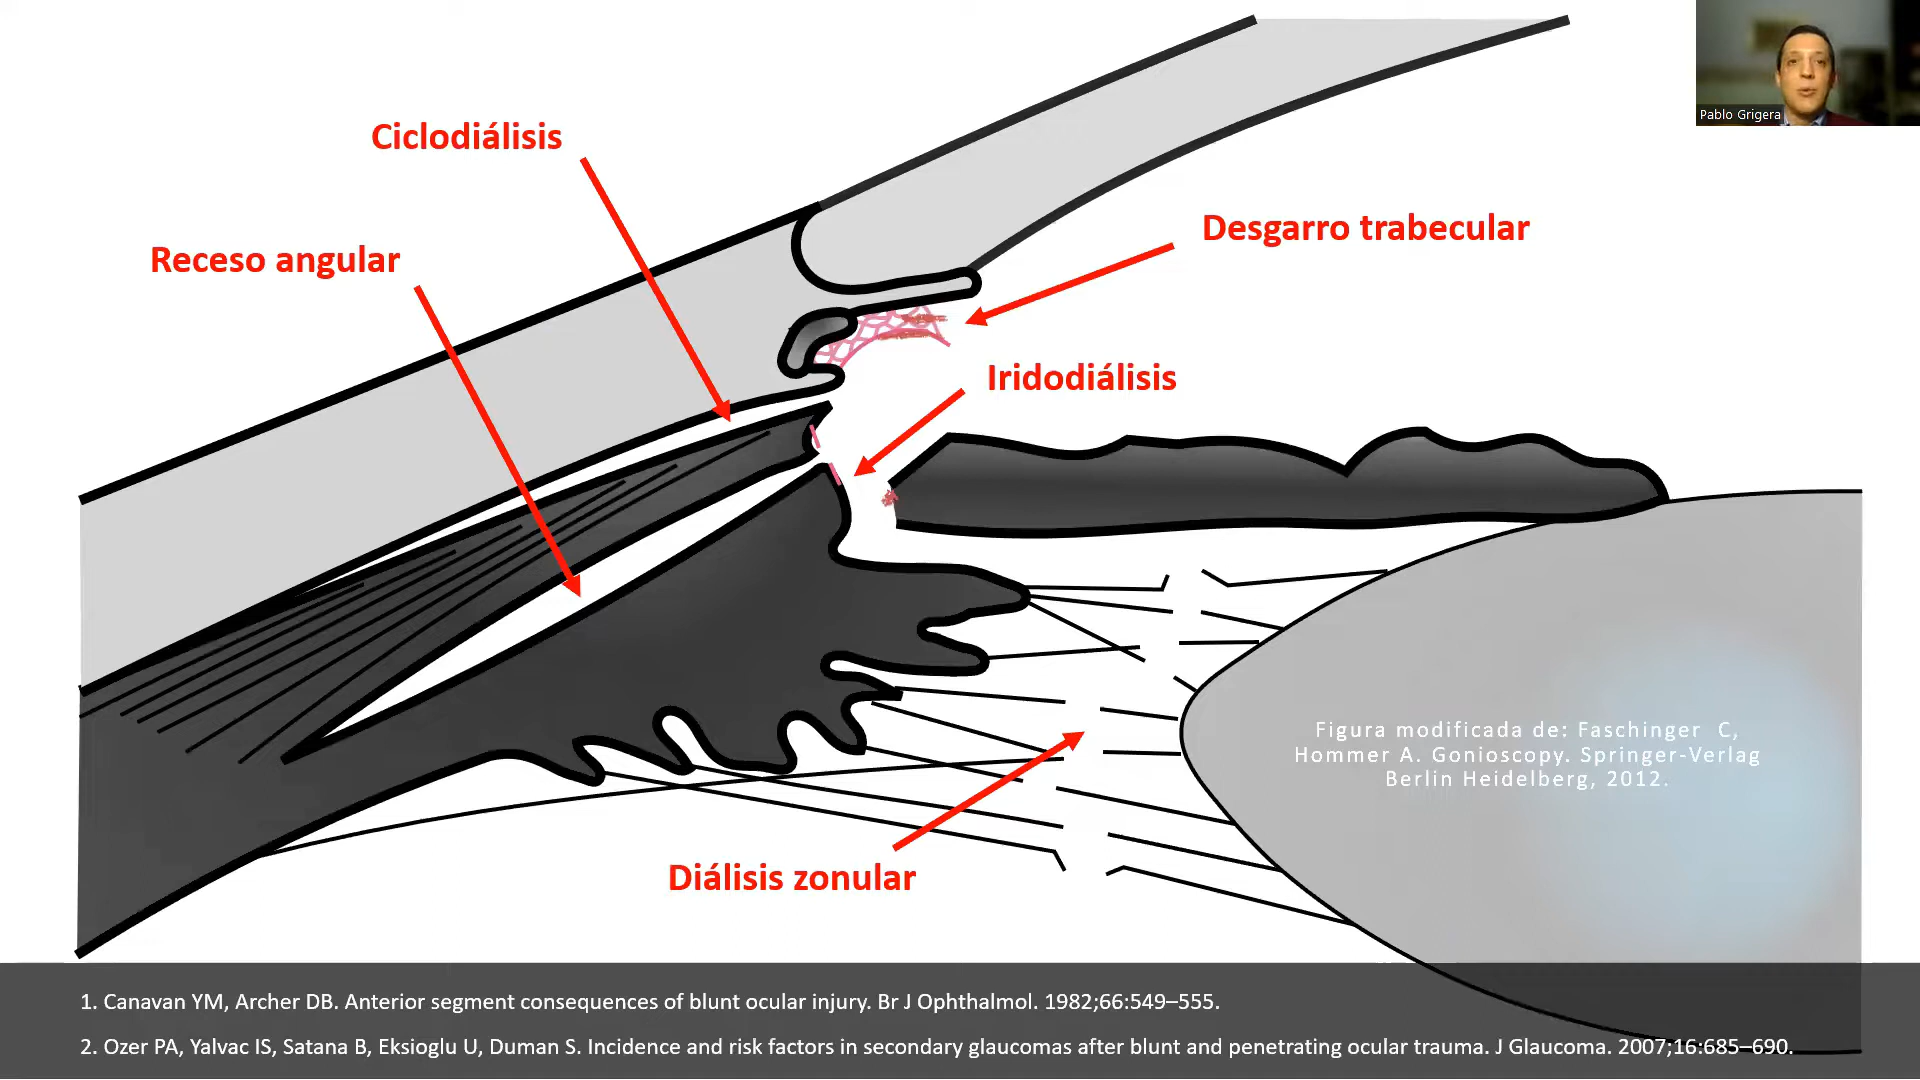 Pablo Grigera
Ciclodiálisis
Desgarro trabecular
Receso angular
Iridodiálisis
Figura modificada de: Faschinger C,
Hommer A. Gonioscopy. Springer-Verlag
Berlin Heidelberg, 2012.
Diálisis zonular
1. Canavan YM, Archer DB. Anterior segment consequences of blunt ocular injury. Br J Ophthalmol. 1982;66:549–555.
2. Ozer PA, Yalvac IS, Satana B, Eksioglu U, Duman S. Incidence and risk factors in secondary glaucomas after blunt and penetrating ocular trauma. J Glaucoma. 2007;16:685–690.